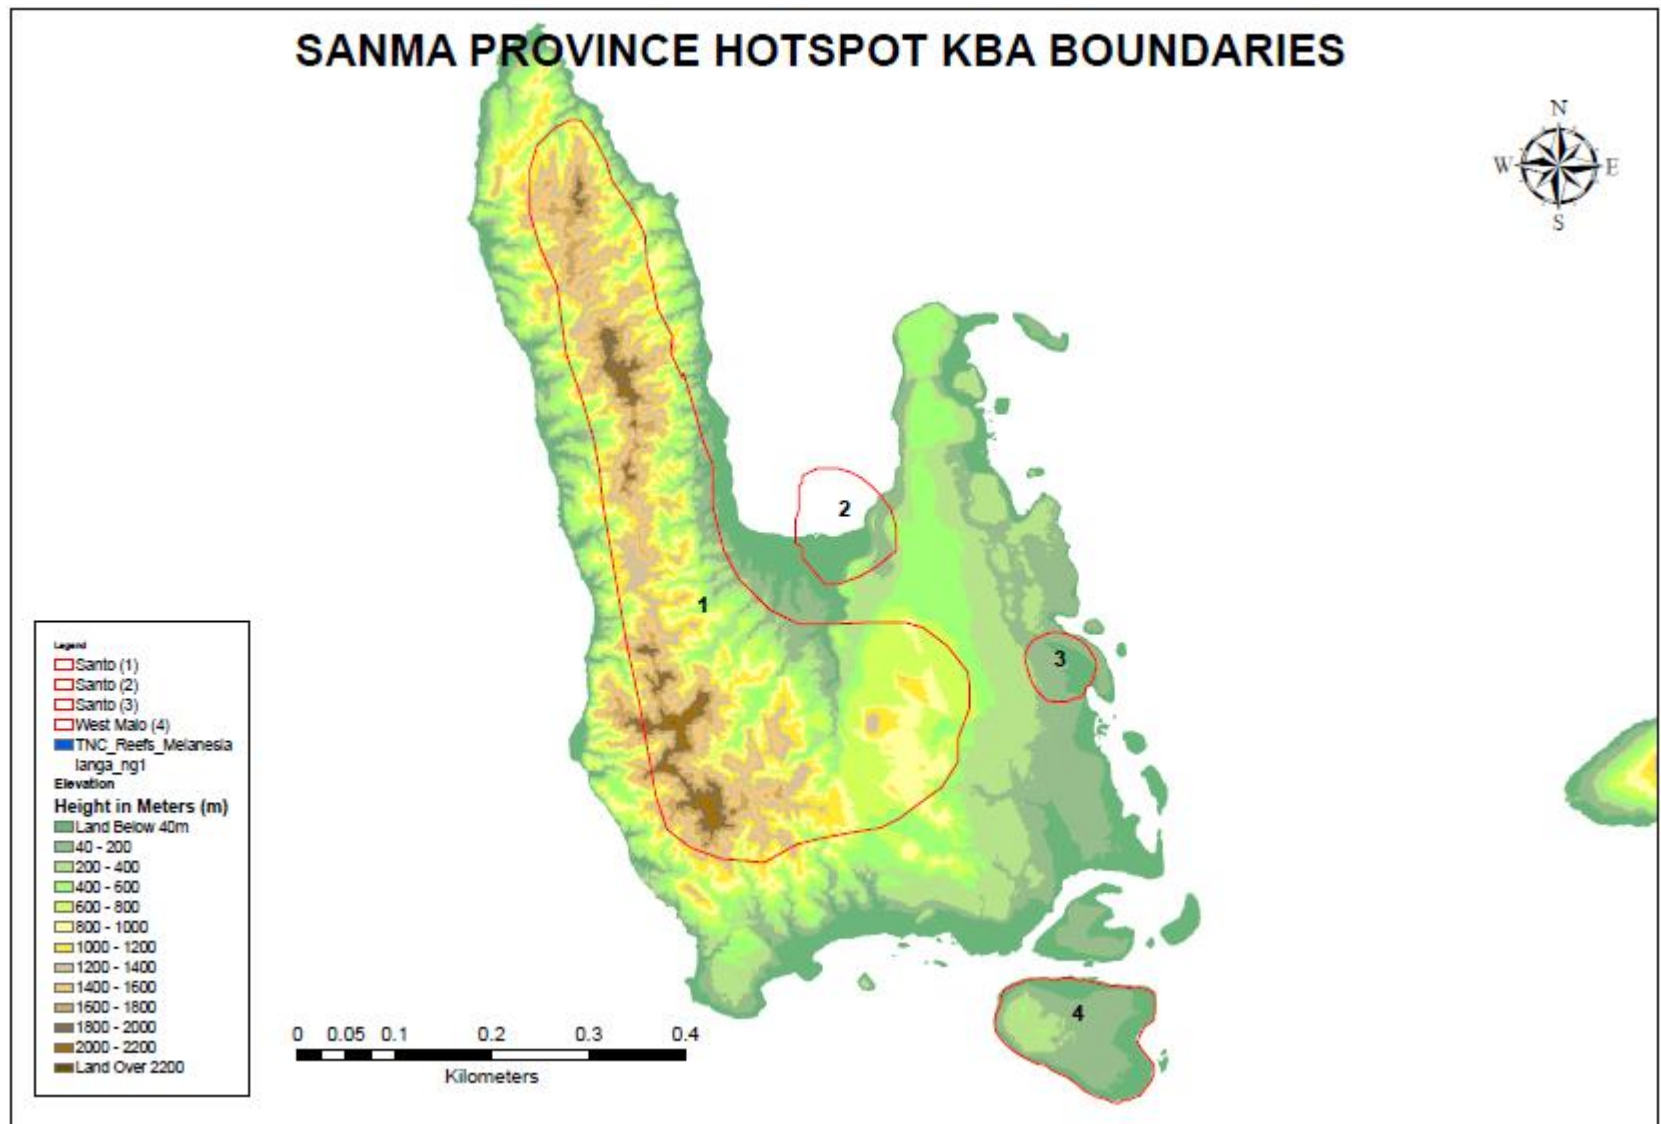 SANMA PROVINCE HOTSPOT KBA BOUNDARIES
N
W E
S
2
1
3
4
Legend
Santo (1)
Santo (2)
Santo (3)
West Malo (4)
TNC_Reefs_Melanesia
langa_ng1
Elevation
Height in Meters (m)
Land Below 40m
40 - 200
200 - 400
400 - 600
600 - 800
800 - 1000
1000 - 1200
1200 - 1400
1400 - 1600
1600 - 1800
1800 - 2000
2000 - 2200
Land Over 2200
0 0.05 0.1 0.2 0.3 0.4
Kilometers